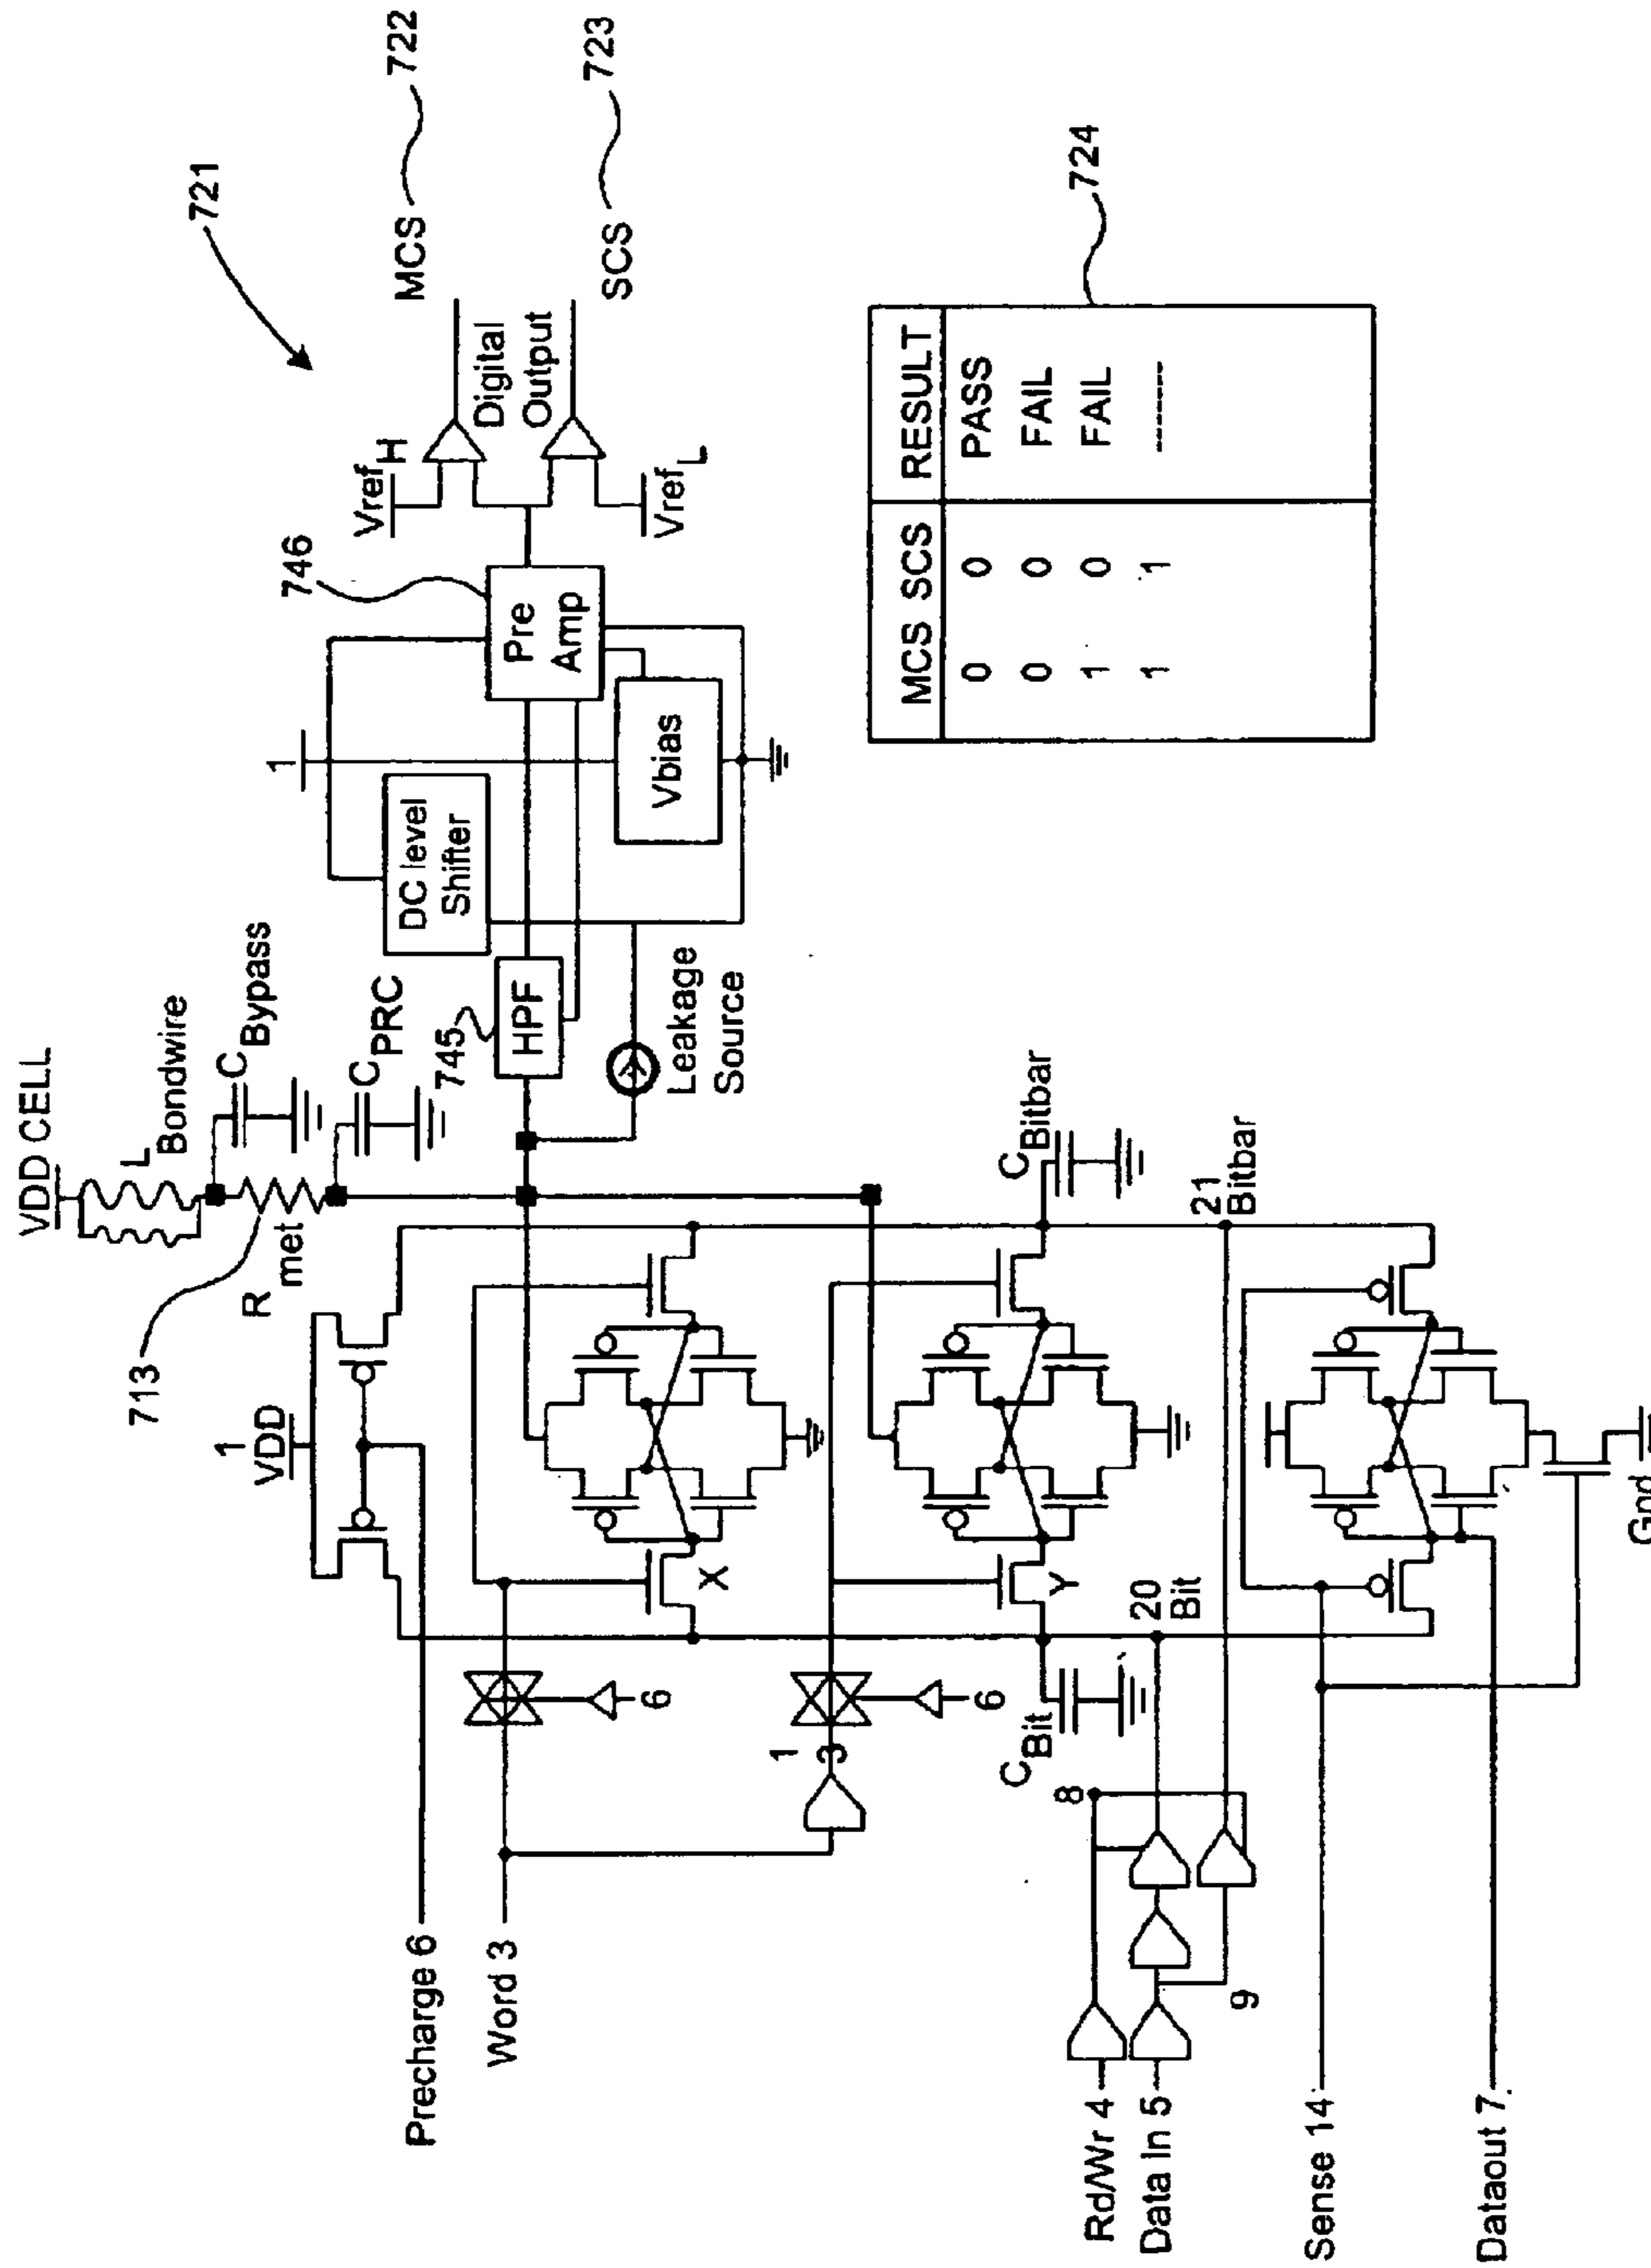 721
MCS 722
SCS 723
VDD CELL
L Bondwire
C Bypass
R met
C PRC
713
1
VDD
745
HPF
DC level
Shifter
1
746
Pre
Amp
Vbias
Vref H
Vref L
Digital
Output
Leakage
Source
Precharge 6
Word 3
6
X
1
3
6
Y
C Bit
C Bitbar
8
20
Bit
21
Bitbar
Rd/Wr 4
Data In 5
9
Sense 14
Dataout 7
Gnd
MCS SCS RESULT
0 0 PASS
0 0 FAIL
1 0 FAIL
1 1 ------
724